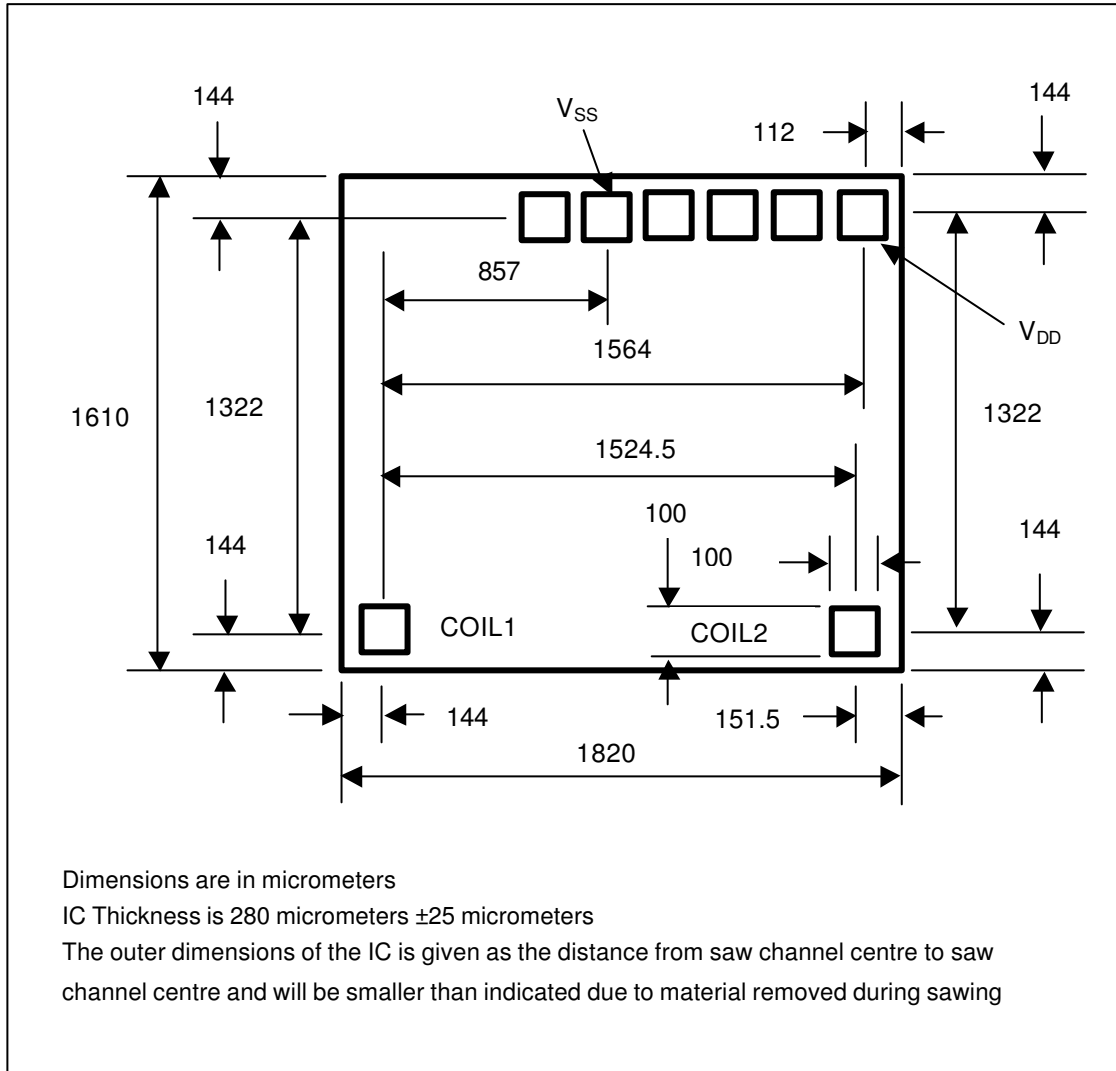 144
V_SS
144
112
857
V_DD
1564
1610
1322
1322
1524.5
100
144
144
100
COIL1
COIL2
144
151.5
1820
Dimensions are in micrometers
IC Thickness is 280 micrometers ±25 micrometers
The outer dimensions of the IC is given as the distance from saw channel centre to saw
channel centre and will be smaller than indicated due to material removed during sawing